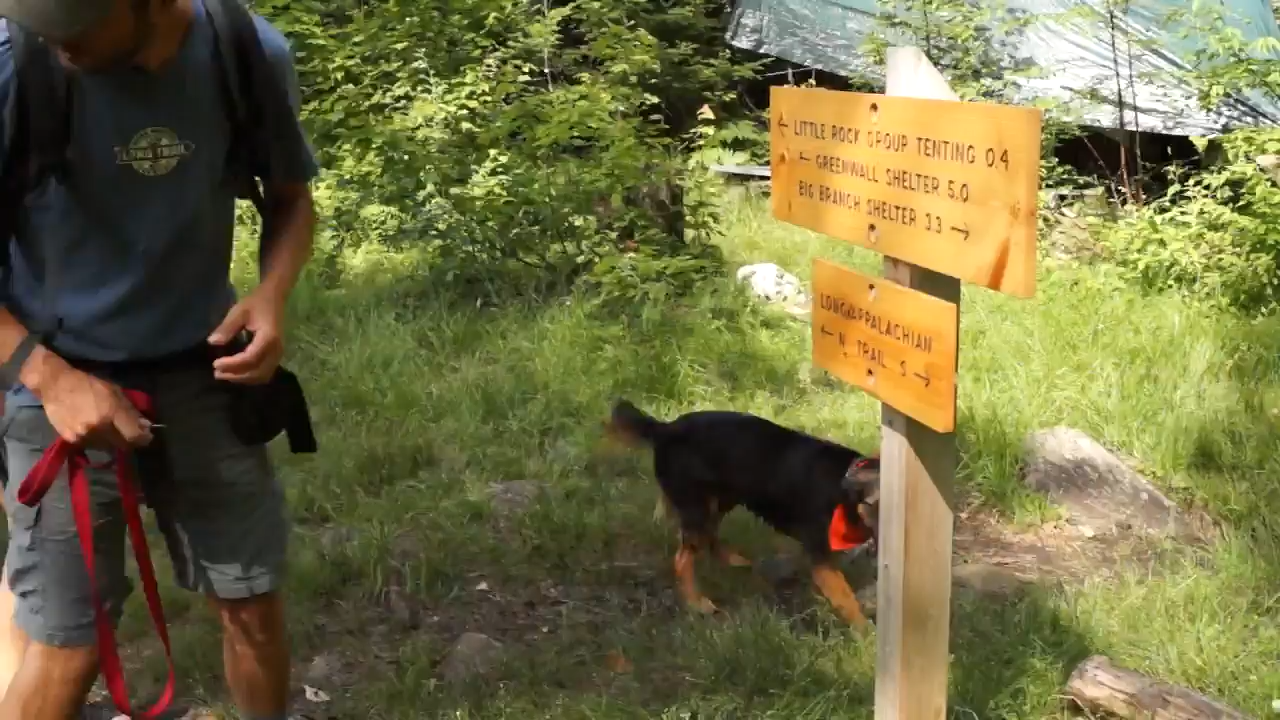 ← LITTLE ROCK GROUP TENTING 0.4
← GREENWALL SHELTER 5.0
BIG BRANCH SHELTER 3.3 →
LONG/APPALACHIAN
← N TRAIL S →